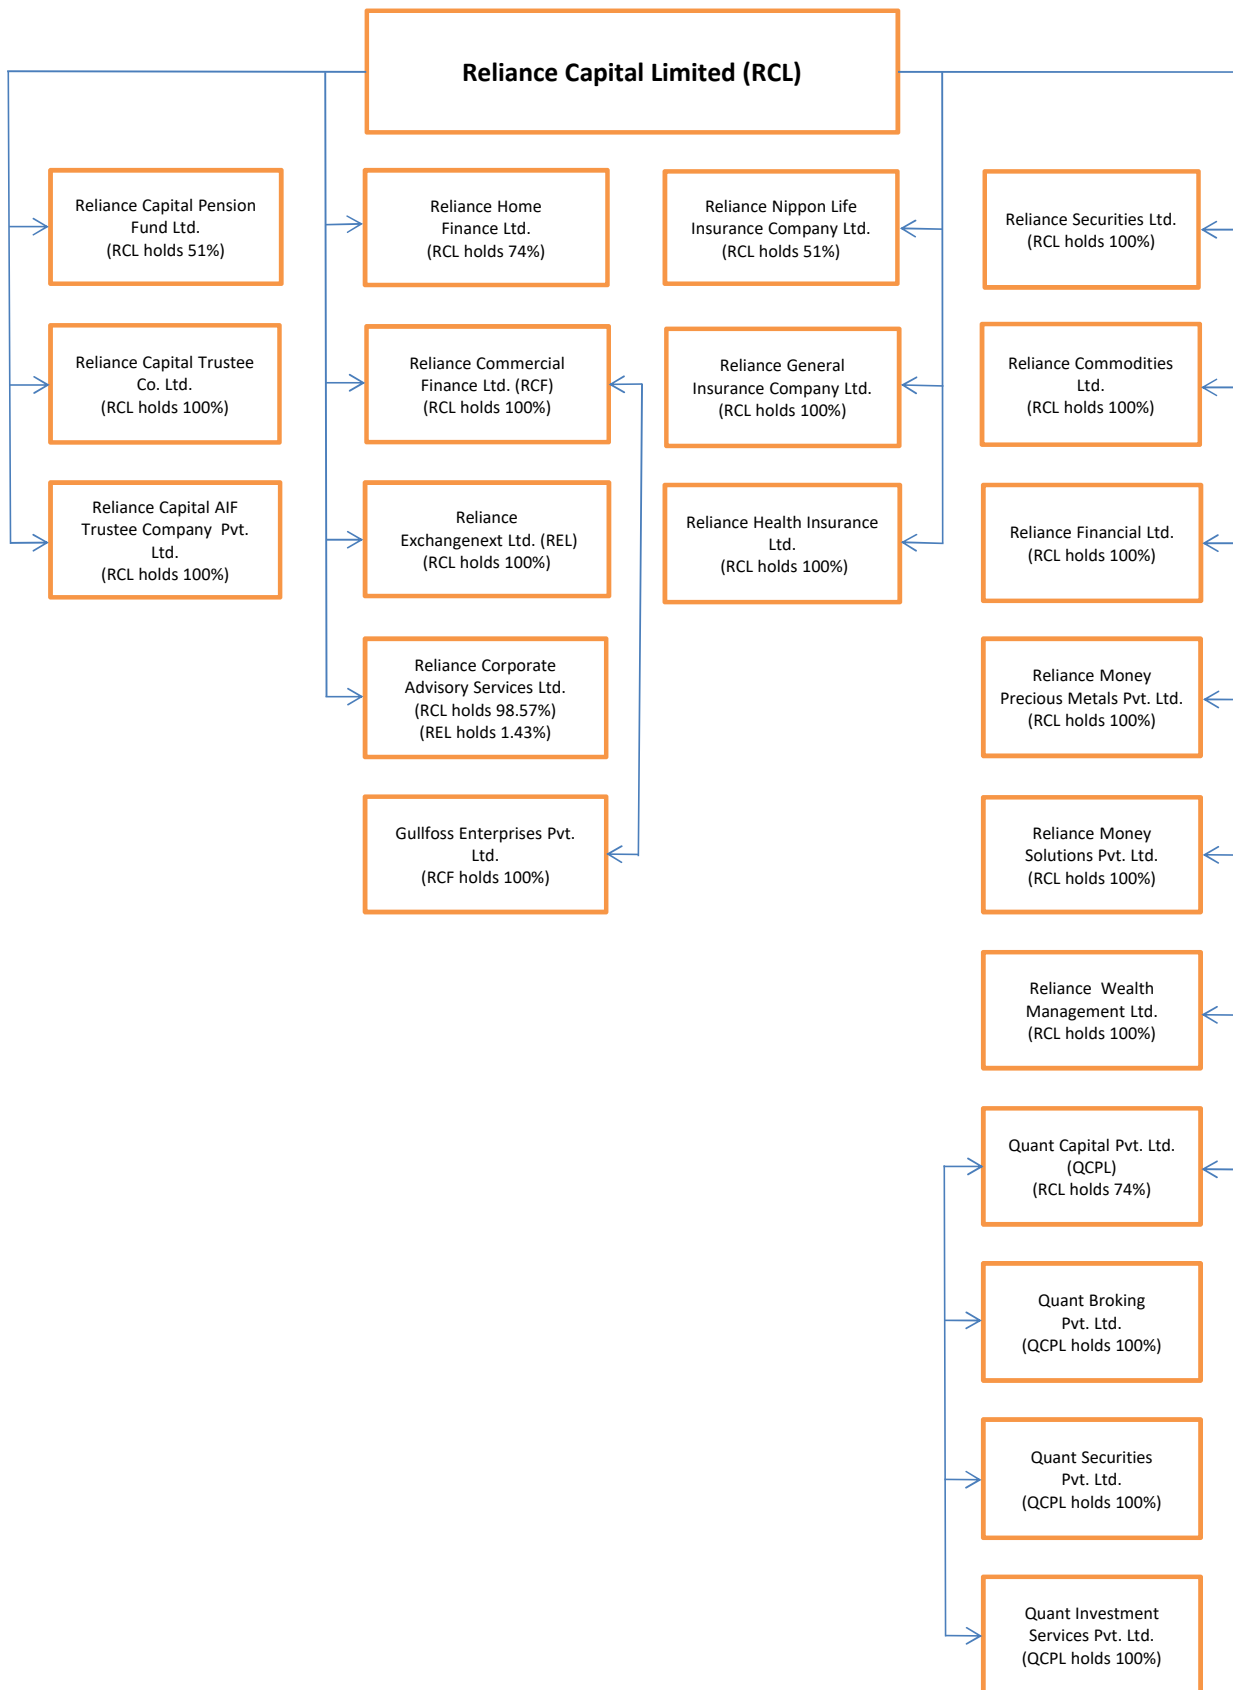 Reliance Capital Limited (RCL)
Reliance Capital Pension
Fund Ltd.
(RCL holds 51%)
Reliance Home
Finance Ltd.
(RCL holds 74%)
Reliance Nippon Life
Insurance Company Ltd.
(RCL holds 51%)
Reliance Securities Ltd.
(RCL holds 100%)
Reliance Capital Trustee
Co. Ltd.
(RCL holds 100%)
Reliance Commercial
Finance Ltd. (RCF)
(RCL holds 100%)
Reliance General
Insurance Company Ltd.
(RCL holds 100%)
Reliance Commodities
Ltd.
(RCL holds 100%)
Reliance Capital AIF
Trustee Company Pvt.
Ltd.
(RCL holds 100%)
Reliance
Exchangenext Ltd. (REL)
(RCL holds 100%)
Reliance Health Insurance
Ltd.
(RCL holds 100%)
Reliance Financial Ltd.
(RCL holds 100%)
Reliance Corporate
Advisory Services Ltd.
(RCL holds 98.57%)
(REL holds 1.43%)
Reliance Money
Precious Metals Pvt. Ltd.
(RCL holds 100%)
Gullfoss Enterprises Pvt.
Ltd.
(RCF holds 100%)
Reliance Money
Solutions Pvt. Ltd.
(RCL holds 100%)
Reliance Wealth
Management Ltd.
(RCL holds 100%)
Quant Capital Pvt. Ltd.
(QCPL)
(RCL holds 74%)
Quant Broking
Pvt. Ltd.
(QCPL holds 100%)
Quant Securities
Pvt. Ltd.
(QCPL holds 100%)
Quant Investment
Services Pvt. Ltd.
(QCPL holds 100%)